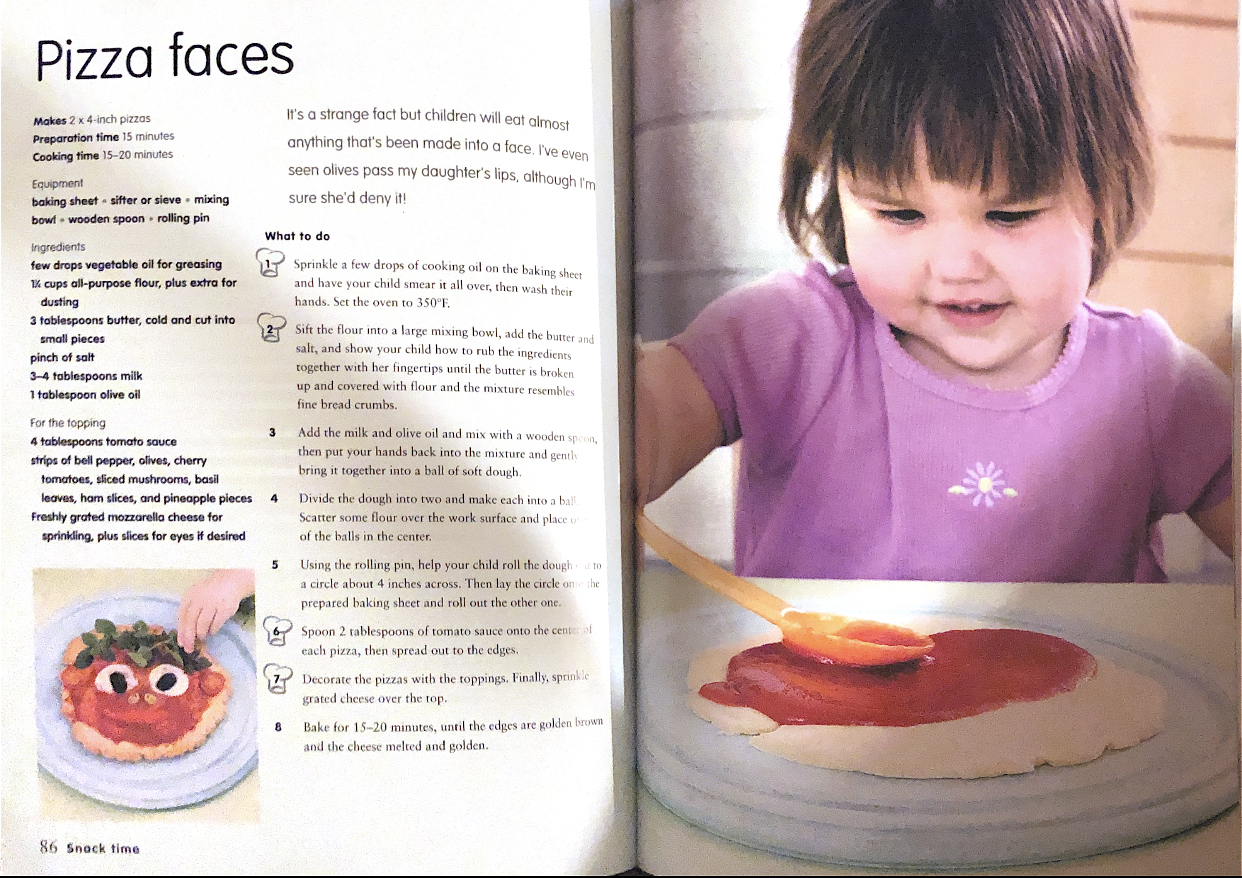 Pizza faces
Makes 2 x 4-inch pizzas
Preparation time 15 minutes
Cooking time 15–20 minutes
Equipment
baking sheet • sifter or sieve • mixing
bowl • wooden spoon • rolling pin
Ingredients
few drops vegetable oil for greasing
1¼ cups all-purpose flour, plus extra for
dusting
3 tablespoons butter, cold and cut into
small pieces
pinch of salt
3–4 tablespoons milk
1 tablespoon olive oil
For the topping
4 tablespoons tomato sauce
strips of bell pepper, olives, cherry
tomatoes, sliced mushrooms, basil
leaves, ham slices, and pineapple pieces
Freshly grated mozzarella cheese for
sprinkling, plus slices for eyes if desired
It's a strange fact but children will eat almost
anything that's been made into a face. I've even
seen olives pass my daughter's lips, although I'm
sure she'd deny it!
What to do
1 Sprinkle a few drops of cooking oil on the baking sheet
and have your child smear it all over, then wash their
hands. Set the oven to 350°F.
2 Sift the flour into a large mixing bowl, add the butter and
salt, and show your child how to rub the ingredients
together with her fingertips until the butter is broken
up and covered with flour and the mixture resembles
fine bread crumbs.
3 Add the milk and olive oil and mix with a wooden spoon,
then put your hands back into the mixture and gently
bring it together into a ball of soft dough.
4 Divide the dough into two and make each into a ball.
Scatter some flour over the work surface and place
of the balls in the center.
5 Using the rolling pin, help your child roll the dough to
a circle about 4 inches across. Then lay the circle the
prepared baking sheet and roll out the other one.
6 Spoon 2 tablespoons of tomato sauce onto the center of
each pizza, then spread out to the edges.
7 Decorate the pizzas with the toppings. Finally, sprinkle
grated cheese over the top.
8 Bake for 15–20 minutes, until the edges are golden brown
and the cheese melted and golden.
86 Snack time